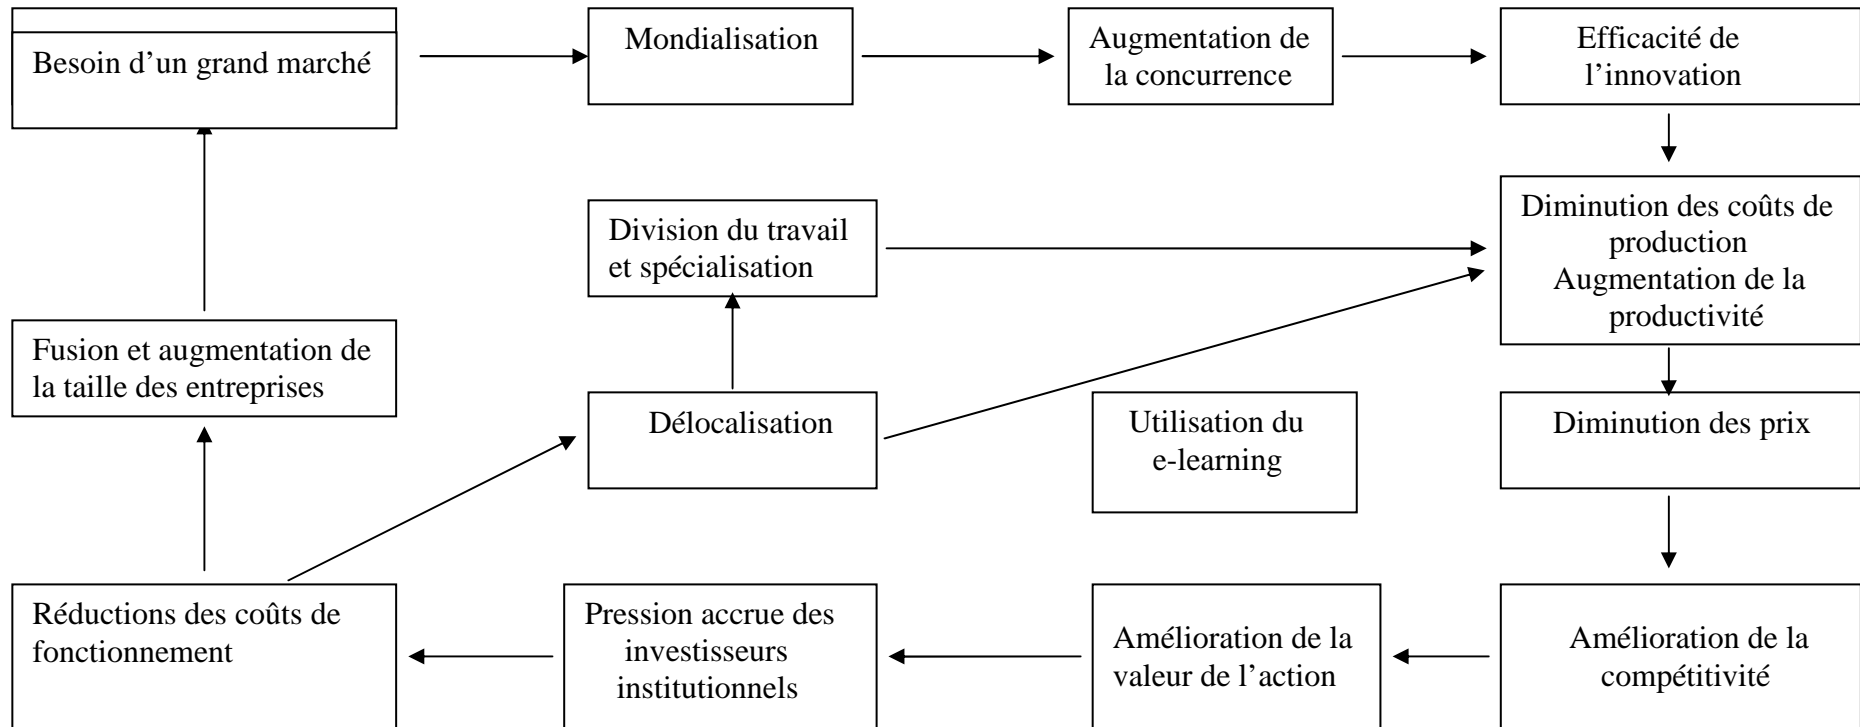 Besoin d’un grand marché
Mondialisation
Augmentation de
la concurrence
Efficacité de
l’innovation
Division du travail
et spécialisation
Diminution des coûts de
production
Augmentation de la
productivité
Fusion et augmentation de
la taille des entreprises
Délocalisation
Utilisation du
e-learning
Diminution des prix
Réductions des coûts de
fonctionnement
Pression accrue des
investisseurs
institutionnels
Amélioration de la
valeur de l’action
Amélioration de la
compétitivité